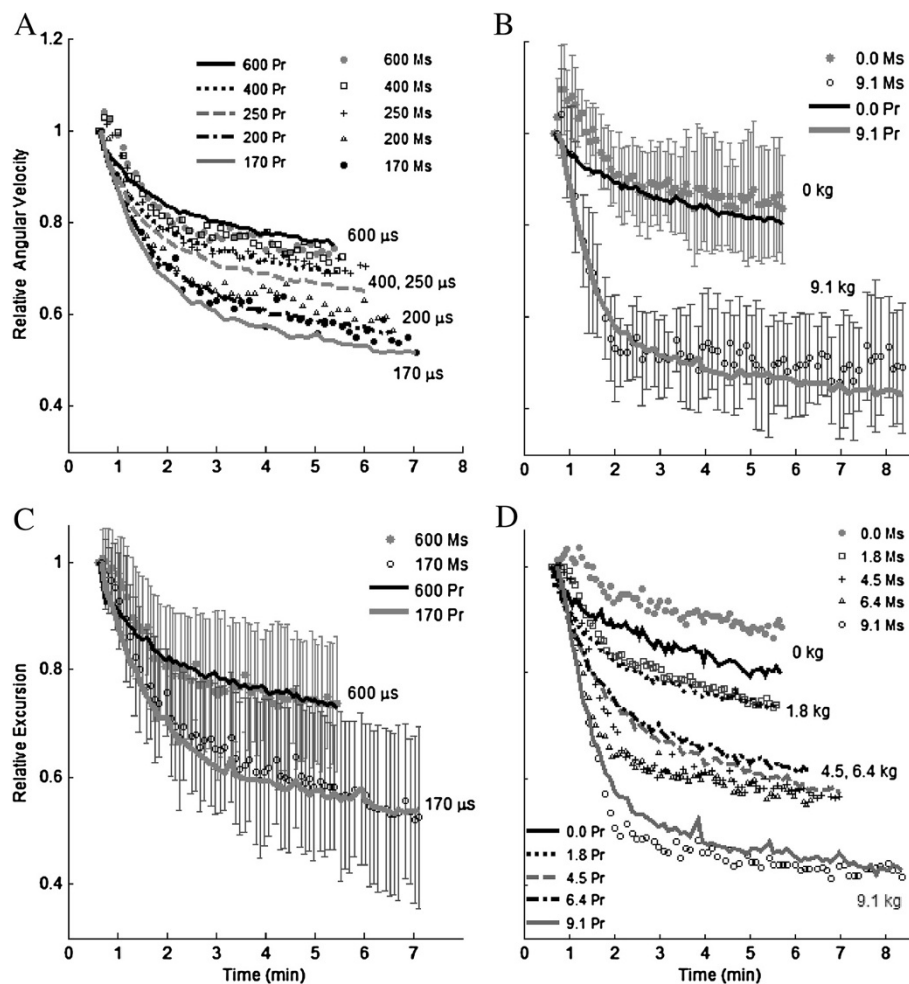 A
1.2
1
0.8
0.6
0.4
Relative Angular Velocity
600 Pr
400 Pr
250 Pr
200 Pr
170 Pr
600 Ms
400 Ms
250 Ms
200 Ms
170 Ms
600 µs
400, 250 µs
200 µs
170 µs
0 1 2 3 4 5 6 7 8
B
0.0 Ms
9.1 Ms
0.0 Pr
9.1 Pr
0 kg
9.1 kg
0 1 2 3 4 5 6 7 8
C
1
0.8
0.6
0.4
Relative Excursion
600 Ms
170 Ms
600 Pr
170 Pr
600 µs
170 µs
0 1 2 3 4 5 6 7
Time (min)
D
0.0 Ms
1.8 Ms
4.5 Ms
6.4 Ms
9.1 Ms
0 kg
1.8 kg
4.5, 6.4 kg
9.1 kg
0.0 Pr
1.8 Pr
4.5 Pr
6.4 Pr
9.1 Pr
0 1 2 3 4 5 6 7 8
Time (min)